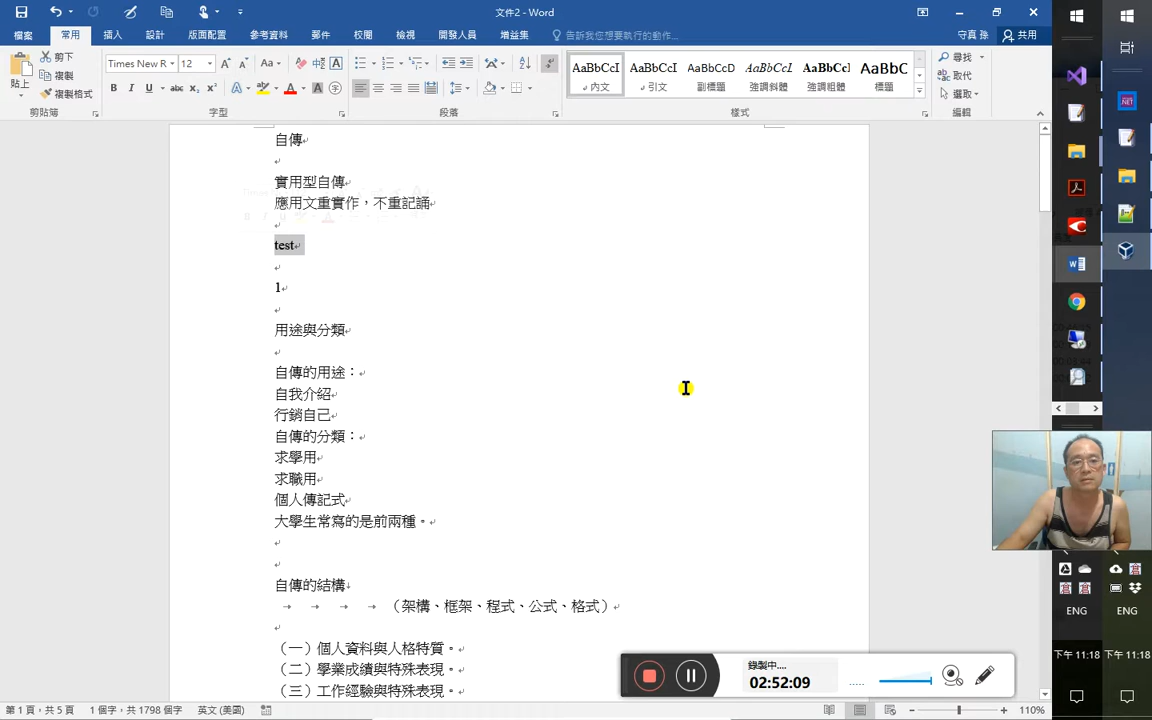 文件2 - Word
檔案 常用 插入 設計 版面配置 參考資料 郵件 校閱 檢視 開發人員 增益集 告訴我您想要執行的動作... 守真 孫 共用
貼上 剪下 複製 複製格式
Times New R 12
AaBbCcI AaBbCcI AaBbCcD AaBbCcI AaBbCcI AaBbC
內文 引文 副標題 強調斜體 強調粗體 標題
尋找 取代 選取
剪貼簿 字型 段落 樣式 編輯
自傳
實用型自傳
應用文重實作，不重記誦
test
1
用途與分類
自傳的用途：
自我介紹
行銷自己
自傳的分類：
求學用
求職用
個人傳記式
大學生常寫的是前兩種。
自傳的結構
（架構、框架、程式、公式、格式）
（一）個人資料與人格特質。
（二）學業成績與特殊表現。
（三）工作經驗與特殊表現。
錄製中....
02:52:09
ENG ENG
下午 11:18 下午 11:18
第 1 頁，共 5 頁 1 個字，共 1798 個字 英文 (美國) 110%